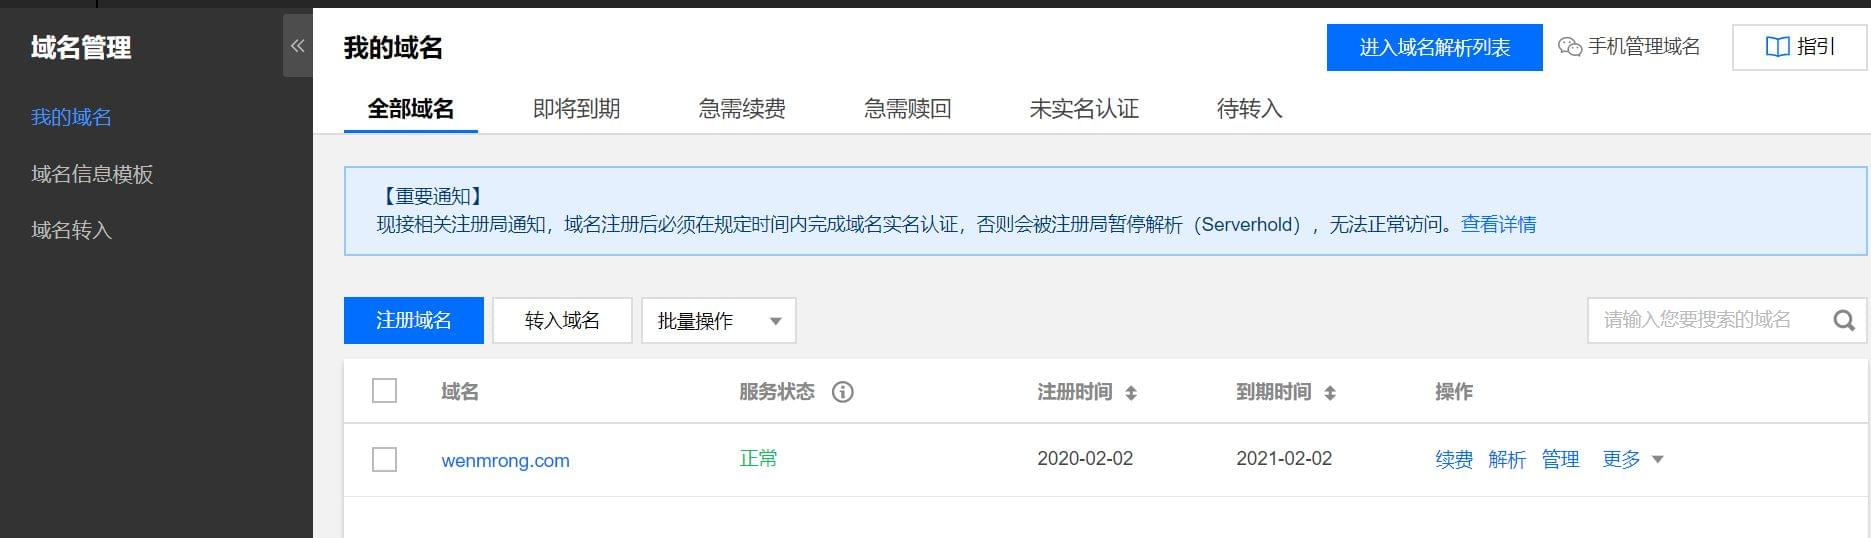 域名管理
我的域名
域名信息模板
域名转入
我的域名
进入域名解析列表
手机管理域名
指引
全部域名 即将到期 急需续费 急需赎回 未实名认证 待转入
【重要通知】
现接相关注册局通知，域名注册后必须在规定时间内完成域名实名认证，否则会被注册局暂停解析（Serverhold），无法正常访问。查看详情
注册域名 转入域名 批量操作 请输入您要搜索的域名
域名 服务状态 注册时间 到期时间 操作
wenmrong.com 正常 2020-02-02 2021-02-02 续费 解析 管理 更多